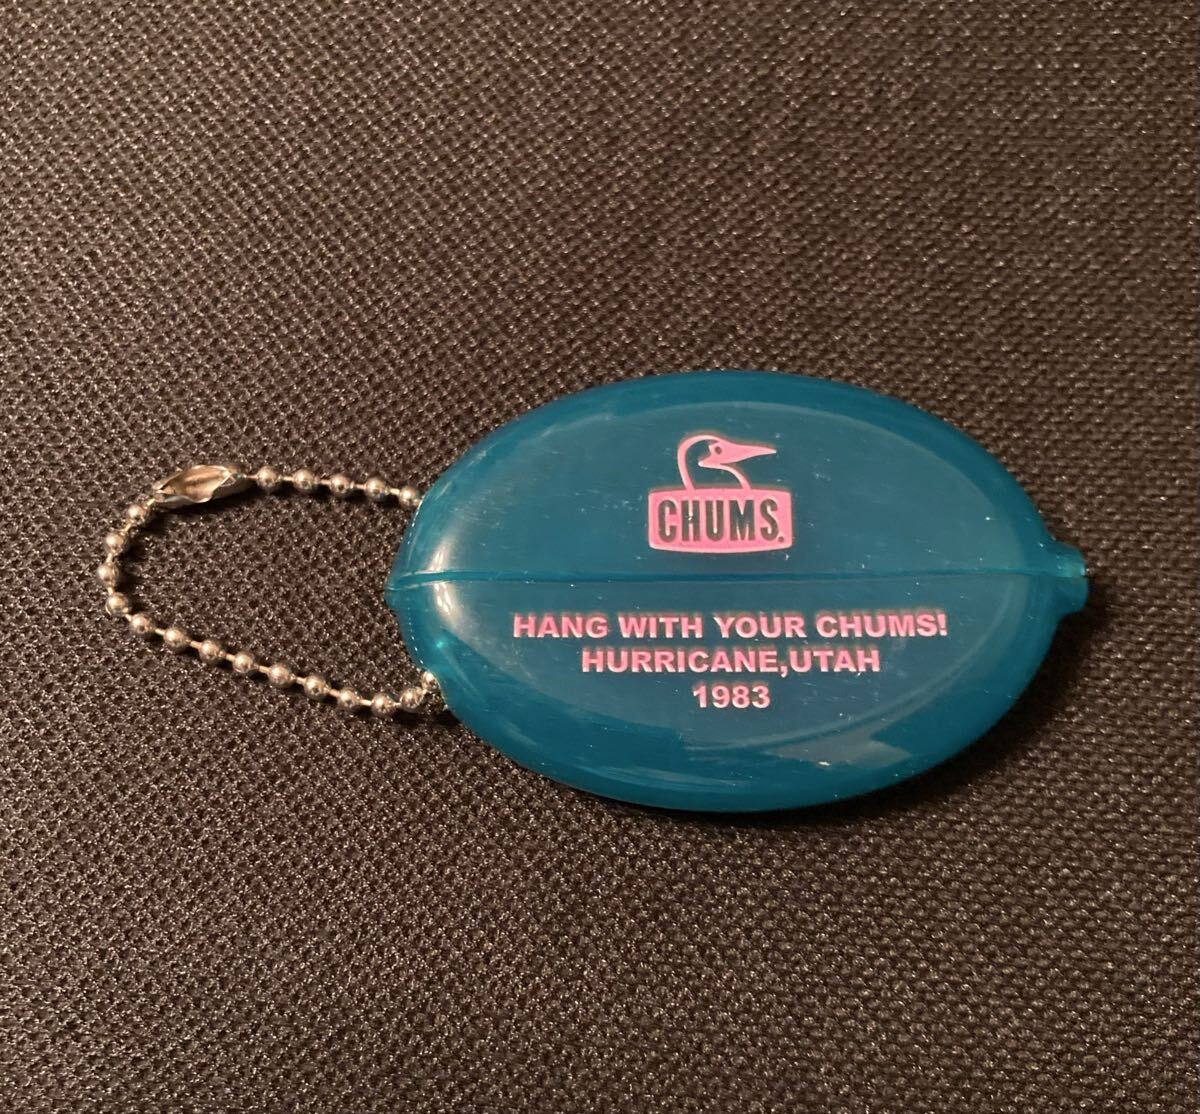 CHUMS.
HANG WITH YOUR CHUMS!
HURRICANE,UTAH
1983